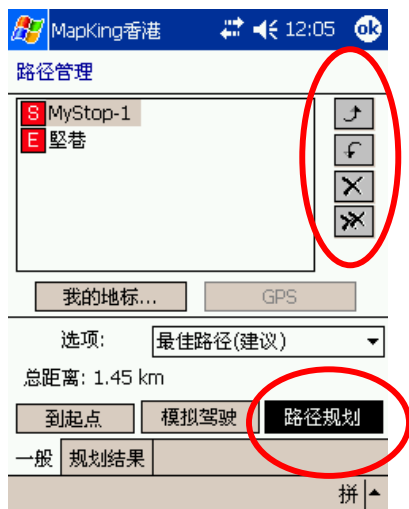 MapKing香港 12:05 ok
路径管理
S MyStop-1
E 堅巷
我的地标... GPS
选项: 最佳路径(建议)
总距离: 1.45 km
到起点 模拟驾驶 路径规划
一般 规划结果
拼